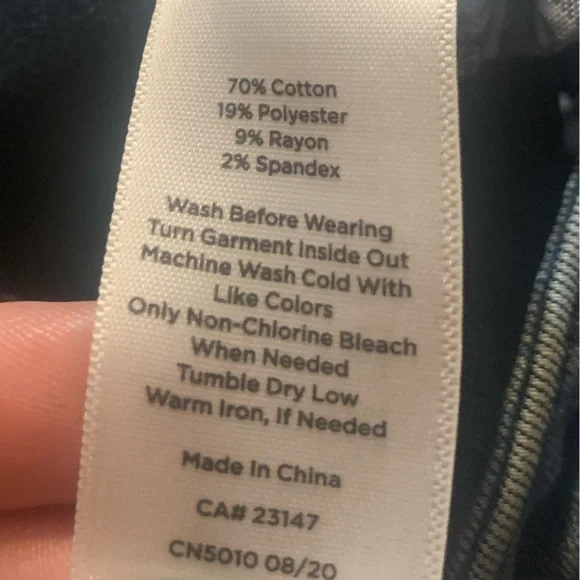 70% Cotton
19% Polyester
9% Rayon
2% Spandex
Wash Before Wearing
Turn Garment Inside Out
Machine Wash Cold With
Like Colors
Only Non-Chlorine Bleach
When Needed
Tumble Dry Low
Warm Iron, If Needed
Made In China
CA# 23147
CN5010 08/20